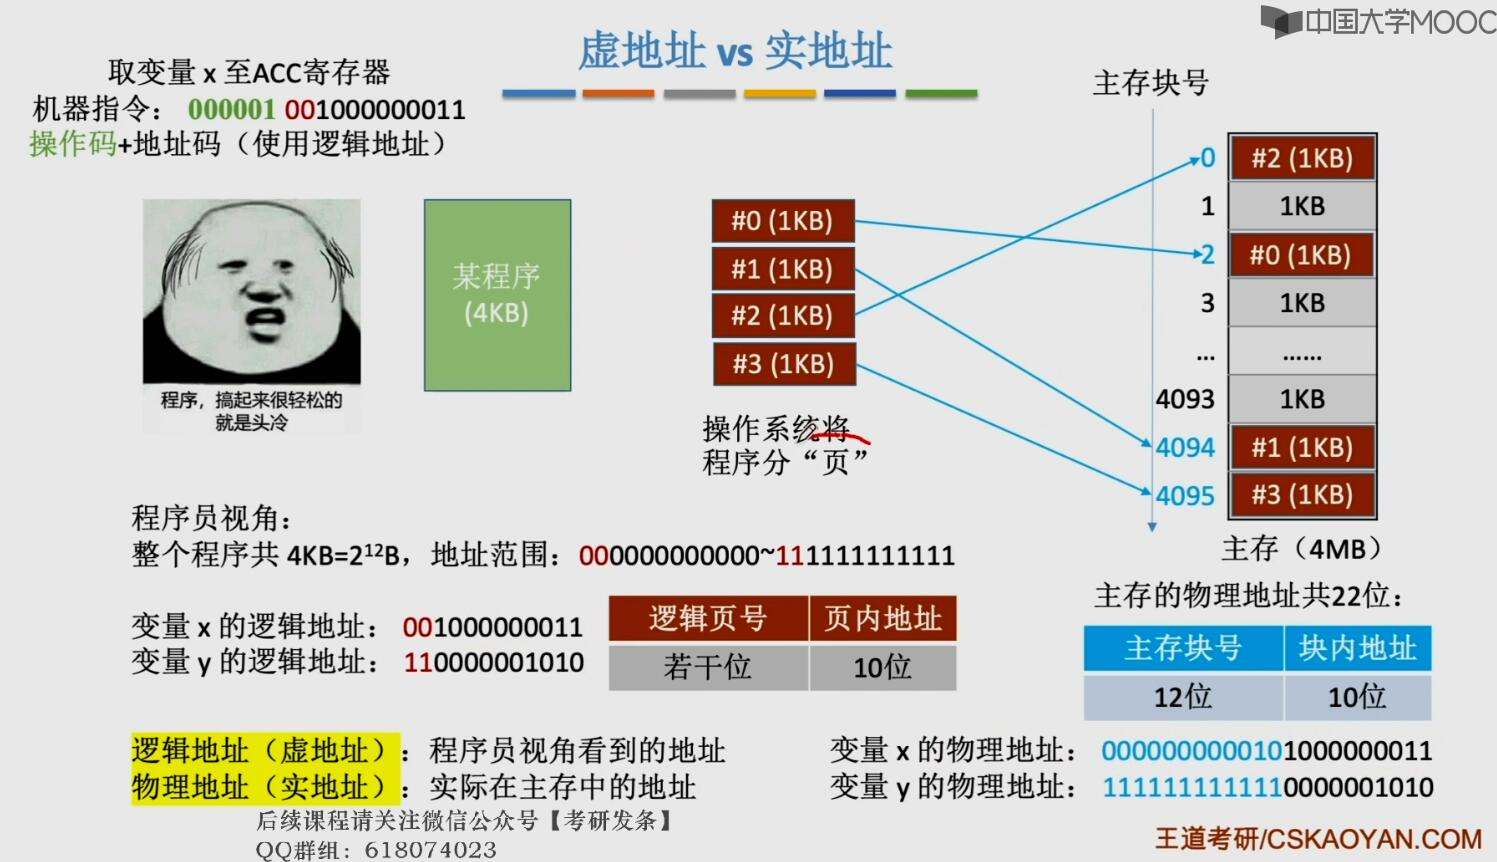 中国大学MOOC
虚地址 vs 实地址
取变量 x 至ACC寄存器
机器指令： 000001 001000000011
操作码+地址码（使用逻辑地址）
程序，搞起来很轻松的
就是头冷
某程序
(4KB)
#0 (1KB)
#1 (1KB)
#2 (1KB)
#3 (1KB)
操作系统将
程序分“页”
主存块号
0 #2 (1KB)
1 1KB
2 #0 (1KB)
3 1KB
... ......
4093 1KB
4094 #1 (1KB)
4095 #3 (1KB)
主存（4MB）
程序员视角：
整个程序共 4KB=2¹²B，地址范围：000000000000~111111111111
变量 x 的逻辑地址： 001000000011
变量 y 的逻辑地址： 110000001010
逻辑页号 页内地址
若干位 10位
主存的物理地址共22位：
主存块号 块内地址
12位 10位
逻辑地址（虚地址）：程序员视角看到的地址
物理地址（实地址）：实际在主存中的地址
变量 x 的物理地址： 0000000000101000000011
变量 y 的物理地址： 1111111111110000001010
后续课程请关注微信公众号【考研发条】
QQ群组：618074023
王道考研/CSKAOYAN.COM